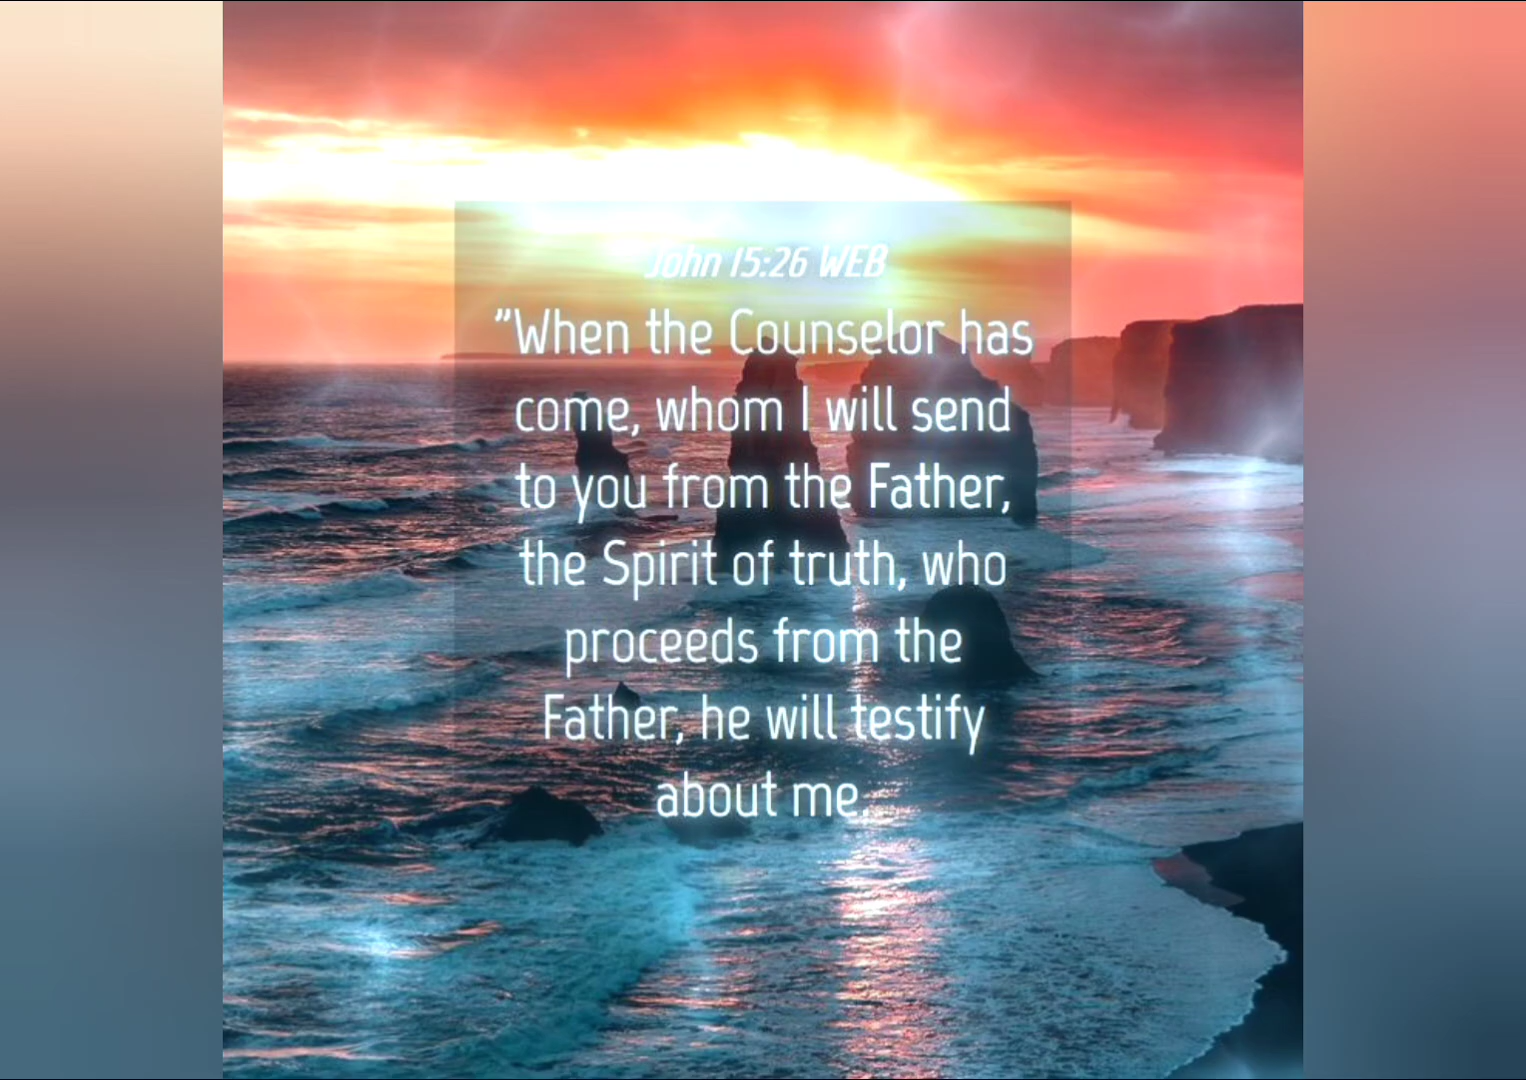 John 15:26 WEB
"When the Counselor has
come, whom I will send
to you from the Father,
the Spirit of truth, who
proceeds from the
Father, he will testify
about me.